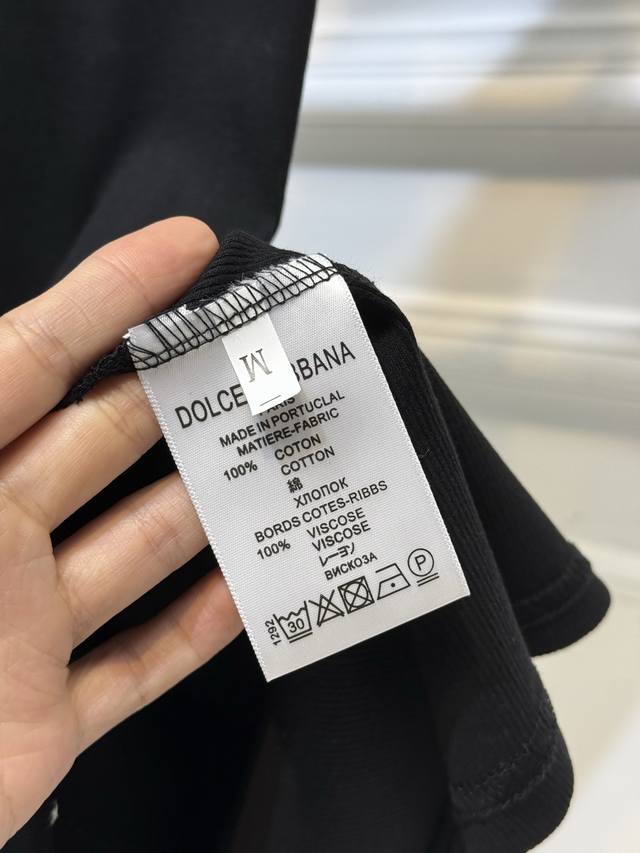 M
DOLCE BBANA
MADE IN PORTUCLAL
MATIERE-FABRIC
100% COTON
COTTON
綿
ХЛОПОК
BORDS COTES-RIBBS
100% VISCOSE
VISCOSE
レーヨン
ВИСКОЗА
1292 30 P